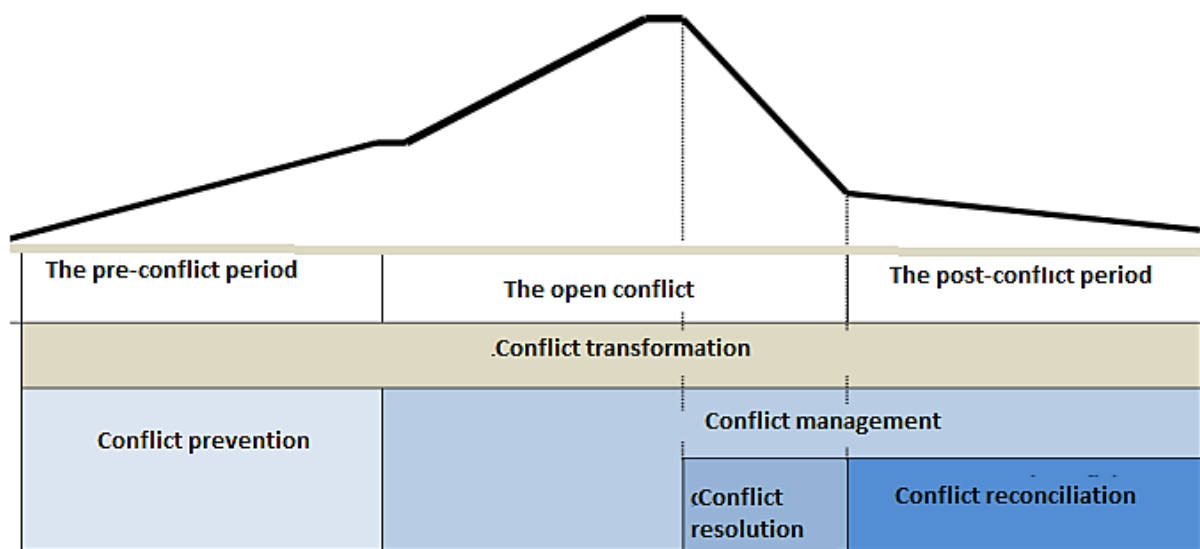 The pre-conflict period
The open conflict
The post-conflict period
.Conflict transformation
Conflict prevention
Conflict management
‹Conflict
resolution
Conflict reconciliation